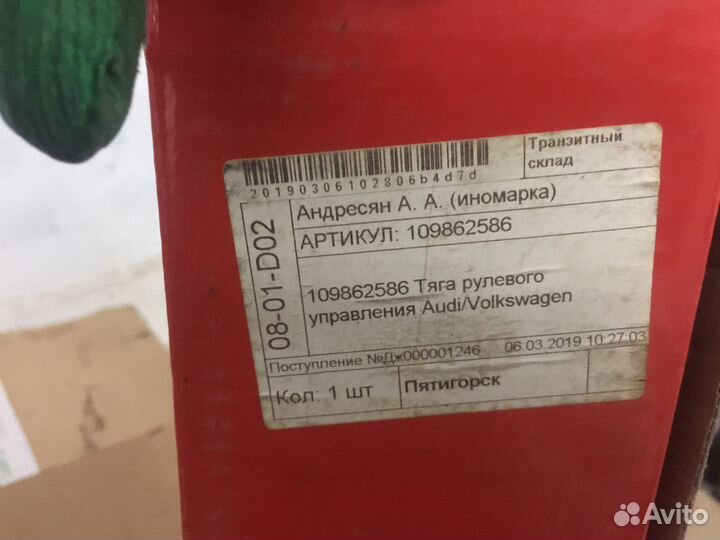 Транзитный
склад
20190306102806b4d7d
08-01-D02
Андресян А. А. (иномарка)
АРТИКУЛ: 109862586
109862586 Тяга рулевого
управления Audi/Volkswagen
Поступление №Дж000001246 06.03.2019 10:27:03
Кол: 1 шт
Пятигорск
Avito